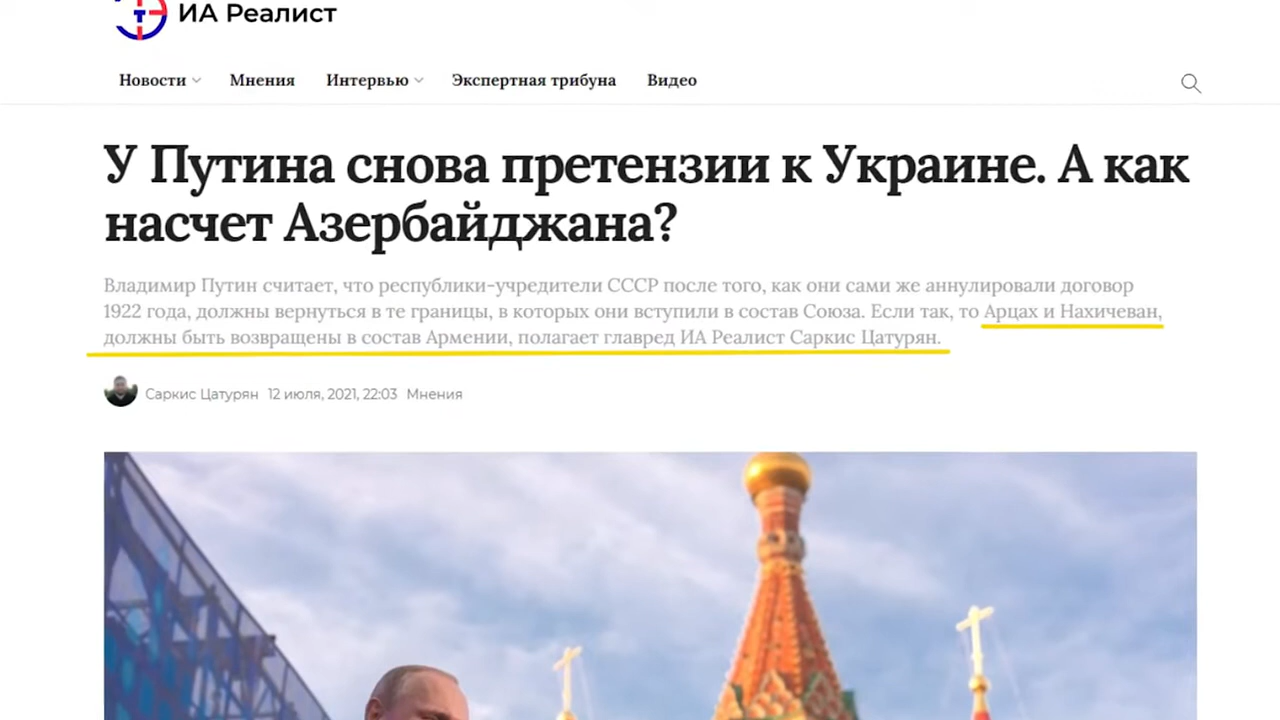 ИА Реалист
Новости Мнения Интервью Экспертная трибуна Видео
У Путина снова претензии к Украине. А как
насчет Азербайджана?
Владимир Путин считает, что республики-учредители СССР после того, как они сами же аннулировали договор
1922 года, должны вернуться в те границы, в которых они вступили в состав Союза. Если так, то Арцах и Нахичеван,
должны быть возвращены в состав Армении, полагает главред ИА Реалист Саркис Цатурян.
Саркис Цатурян 12 июля, 2021, 22:03 Мнения